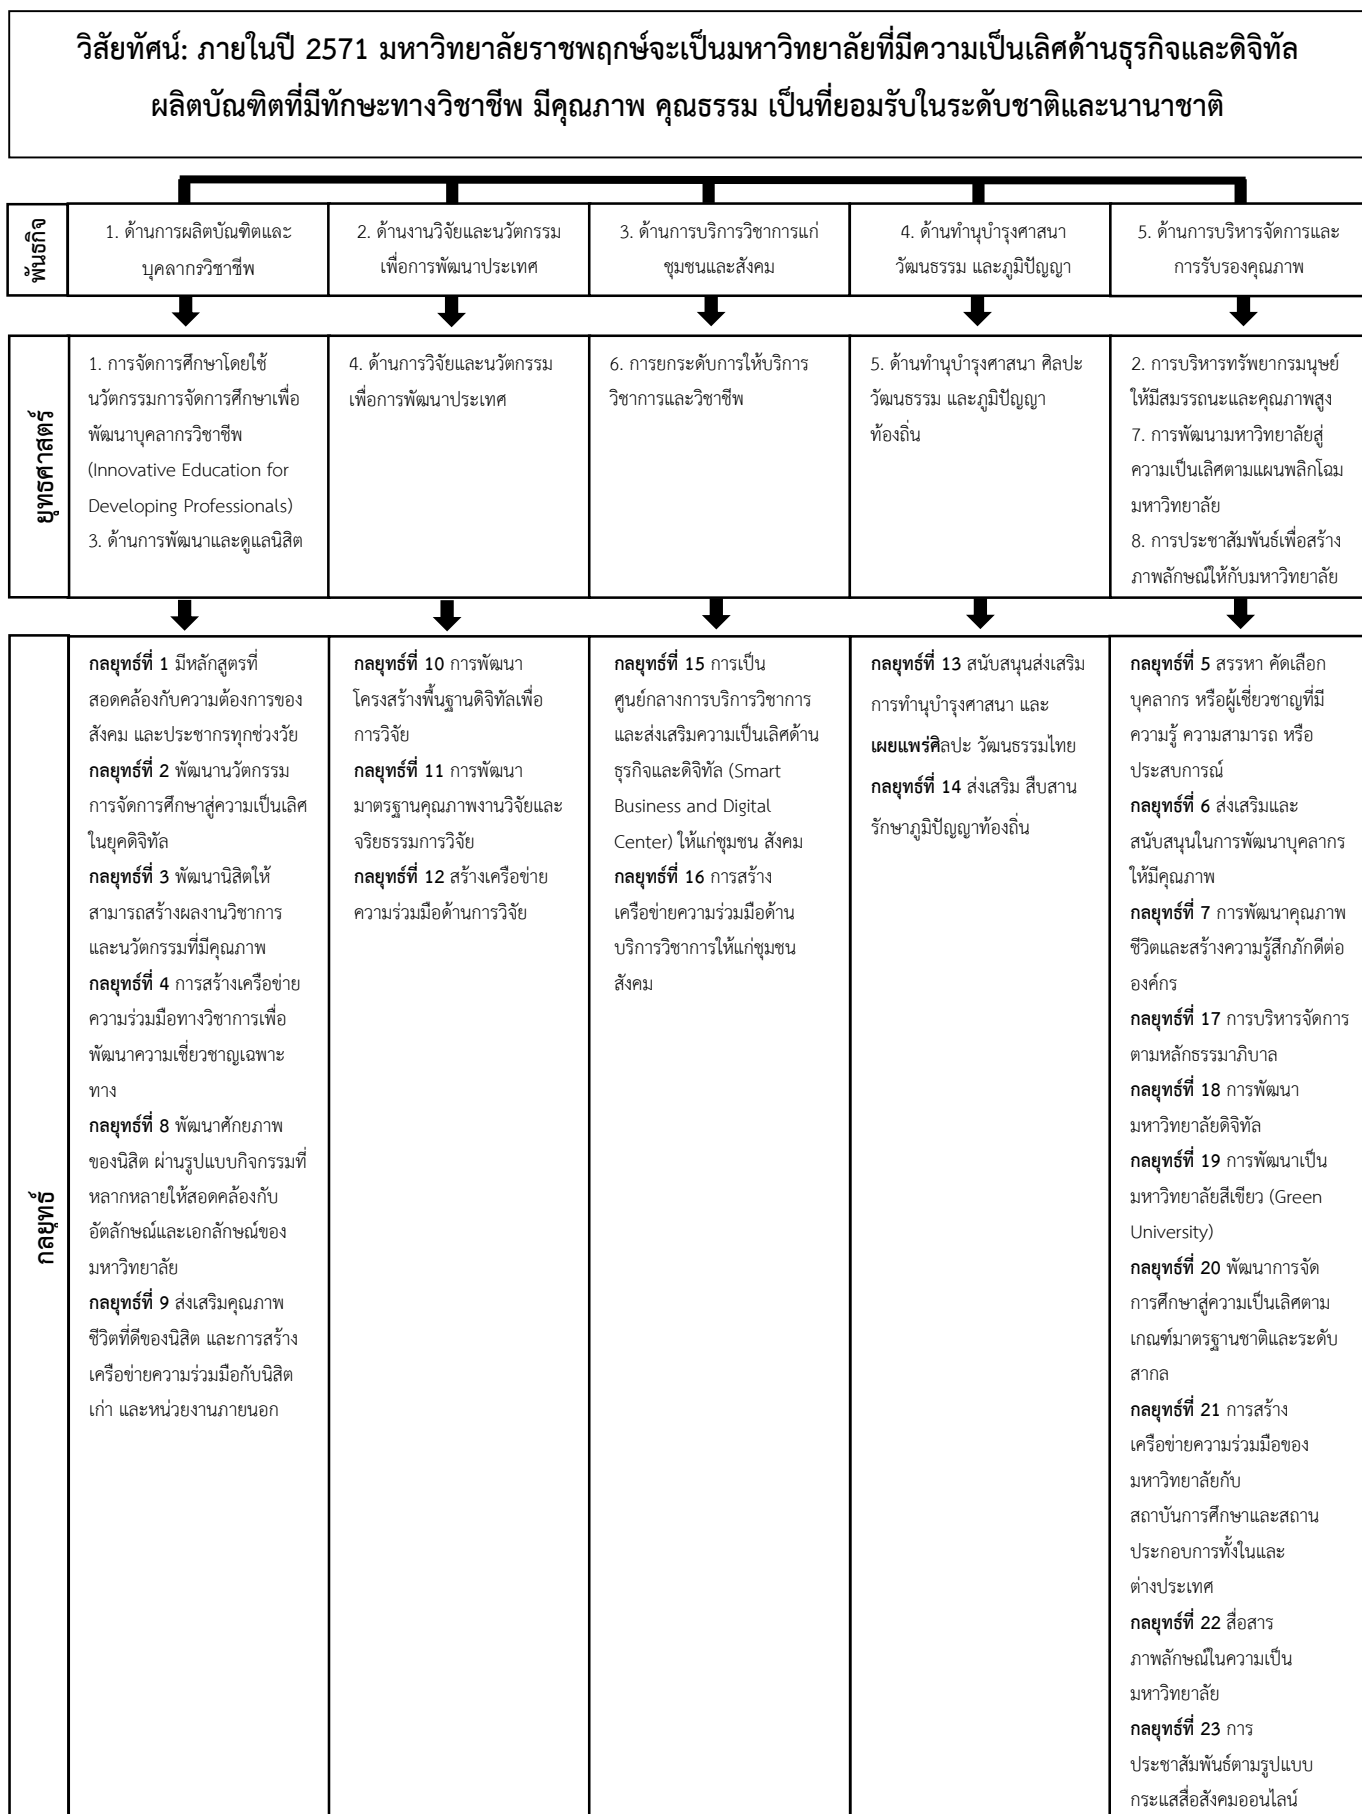 วิสัยทัศน์: ภายในปี 2571 มหาวิทยาลัยราชพฤกษ์จะเป็นมหาวิทยาลัยที่มีความเป็นเลิศด้านธุรกิจและดิจิทัล
ผลิตบัณฑิตที่มีทักษะทางวิชาชีพ มีคุณภาพ คุณธรรม เป็นที่ยอมรับในระดับชาติและนานาชาติ
พันธกิจ
1. ด้านการผลิตบัณฑิตและ
บุคลากรวิชาชีพ
2. ด้านงานวิจัยและนวัตกรรม
เพื่อการพัฒนาประเทศ
3. ด้านการบริการวิชาการแก่
ชุมชนและสังคม
4. ด้านทำนุบำรุงศาสนา
วัฒนธรรม และภูมิปัญญา
5. ด้านการบริหารจัดการและ
การรับรองคุณภาพ
ยุทธศาสตร์
1. การจัดการศึกษาโดยใช้
นวัตกรรมการจัดการศึกษาเพื่อ
พัฒนาบุคลากรวิชาชีพ
(Innovative Education for
Developing Professionals)
3. ด้านการพัฒนาและดูแลนิสิต
4. ด้านการวิจัยและนวัตกรรม
เพื่อการพัฒนาประเทศ
6. การยกระดับการให้บริการ
วิชาการและวิชาชีพ
5. ด้านทำนุบำรุงศาสนา ศิลปะ
วัฒนธรรม และภูมิปัญญา
ท้องถิ่น
2. การบริหารทรัพยากรมนุษย์
ให้มีสมรรถนะและคุณภาพสูง
7. การพัฒนามหาวิทยาลัยสู่
ความเป็นเลิศตามแผนพลิกโฉม
มหาวิทยาลัย
8. การประชาสัมพันธ์เพื่อสร้าง
ภาพลักษณ์ให้กับมหาวิทยาลัย
กลยุทธ์
กลยุทธ์ที่ 1 มีหลักสูตรที่
สอดคล้องกับความต้องการของ
สังคม และประชากรทุกช่วงวัย
กลยุทธ์ที่ 2 พัฒนานวัตกรรม
การจัดการศึกษาสู่ความเป็นเลิศ
ในยุคดิจิทัล
กลยุทธ์ที่ 3 พัฒนานิสิตให้
สามารถสร้างผลงานวิชาการ
และนวัตกรรมที่มีคุณภาพ
กลยุทธ์ที่ 4 การสร้างเครือข่าย
ความร่วมมือทางวิชาการเพื่อ
พัฒนาความเชี่ยวชาญเฉพาะ
ทาง
กลยุทธ์ที่ 8 พัฒนาศักยภาพ
ของนิสิต ผ่านรูปแบบกิจกรรมที่
หลากหลายให้สอดคล้องกับ
อัตลักษณ์และเอกลักษณ์ของ
มหาวิทยาลัย
กลยุทธ์ที่ 9 ส่งเสริมคุณภาพ
ชีวิตที่ดีของนิสิต และการสร้าง
เครือข่ายความร่วมมือกับนิสิต
เก่า และหน่วยงานภายนอก
กลยุทธ์ที่ 10 การพัฒนา
โครงสร้างพื้นฐานดิจิทัลเพื่อ
การวิจัย
กลยุทธ์ที่ 11 การพัฒนา
มาตรฐานคุณภาพงานวิจัยและ
จริยธรรมการวิจัย
กลยุทธ์ที่ 12 สร้างเครือข่าย
ความร่วมมือด้านการวิจัย
กลยุทธ์ที่ 15 การเป็น
ศูนย์กลางการบริการวิชาการ
และส่งเสริมความเป็นเลิศด้าน
ธุรกิจและดิจิทัล (Smart
Business and Digital
Center) ให้แก่ชุมชน สังคม
กลยุทธ์ที่ 16 การสร้าง
เครือข่ายความร่วมมือด้าน
บริการวิชาการให้แก่ชุมชน
สังคม
กลยุทธ์ที่ 13 สนับสนุนส่งเสริม
การทำนุบำรุงศาสนา และ
เผยแพร่ศิลปะ วัฒนธรรมไทย
กลยุทธ์ที่ 14 ส่งเสริม สืบสาน
รักษาภูมิปัญญาท้องถิ่น
กลยุทธ์ที่ 5 สรรหา คัดเลือก
บุคลากร หรือผู้เชี่ยวชาญที่มี
ความรู้ ความสามารถ หรือ
ประสบการณ์
กลยุทธ์ที่ 6 ส่งเสริมและ
สนับสนุนในการพัฒนาบุคลากร
ให้มีคุณภาพ
กลยุทธ์ที่ 7 การพัฒนาคุณภาพ
ชีวิตและสร้างความรู้สึกภักดีต่อ
องค์กร
กลยุทธ์ที่ 17 การบริหารจัดการ
ตามหลักธรรมาภิบาล
กลยุทธ์ที่ 18 การพัฒนา
มหาวิทยาลัยดิจิทัล
กลยุทธ์ที่ 19 การพัฒนาเป็น
มหาวิทยาลัยสีเขียว (Green
University)
กลยุทธ์ที่ 20 พัฒนาการจัด
การศึกษาสู่ความเป็นเลิศตาม
เกณฑ์มาตรฐานชาติและระดับ
สากล
กลยุทธ์ที่ 21 การสร้าง
เครือข่ายความร่วมมือของ
มหาวิทยาลัยกับ
สถาบันการศึกษาและสถาน
ประกอบการทั้งในและ
ต่างประเทศ
กลยุทธ์ที่ 22 สื่อสาร
ภาพลักษณ์ในความเป็น
มหาวิทยาลัย
กลยุทธ์ที่ 23 การ
ประชาสัมพันธ์ตามรูปแบบ
กระแสสื่อสังคมออนไลน์